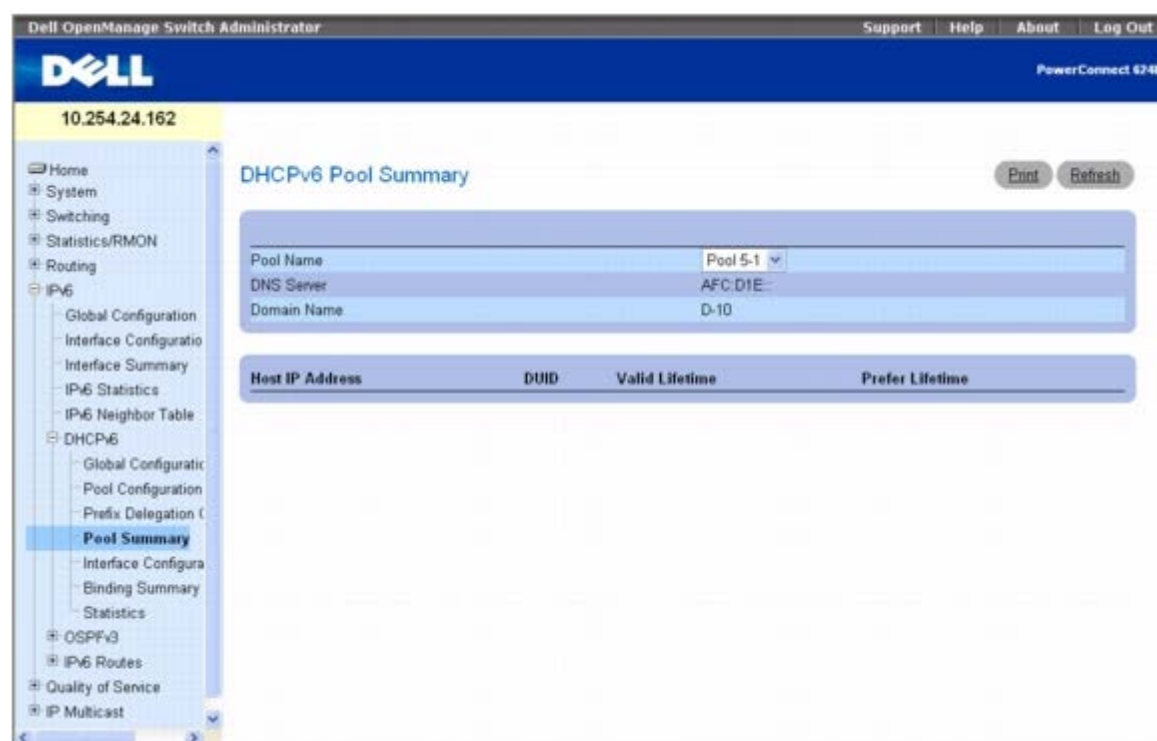 Dell OpenManage Switch Administrator
Support Help About Log Out
DELL
PowerConnect 624
10.254.24.162
Home
System
Switching
Statistics/RMON
Routing
IPv6
Global Configuration
Interface Configuratio
Interface Summary
IPv6 Statistics
IPv6 Neighbor Table
DHCPv6
Global Configuratic
Pool Configuration
Prefix Delegation (
Pool Summary
Interface Configura
Binding Summary
Statistics
OSPFv3
IPv6 Routes
Quality of Service
IP Multicast
DHCPv6 Pool Summary
Print Refresh
Pool Name Pool 5-1
DNS Server AFC:D1E::
Domain Name D-10
Host IP Address DUID Valid Lifetime Prefer Lifetime